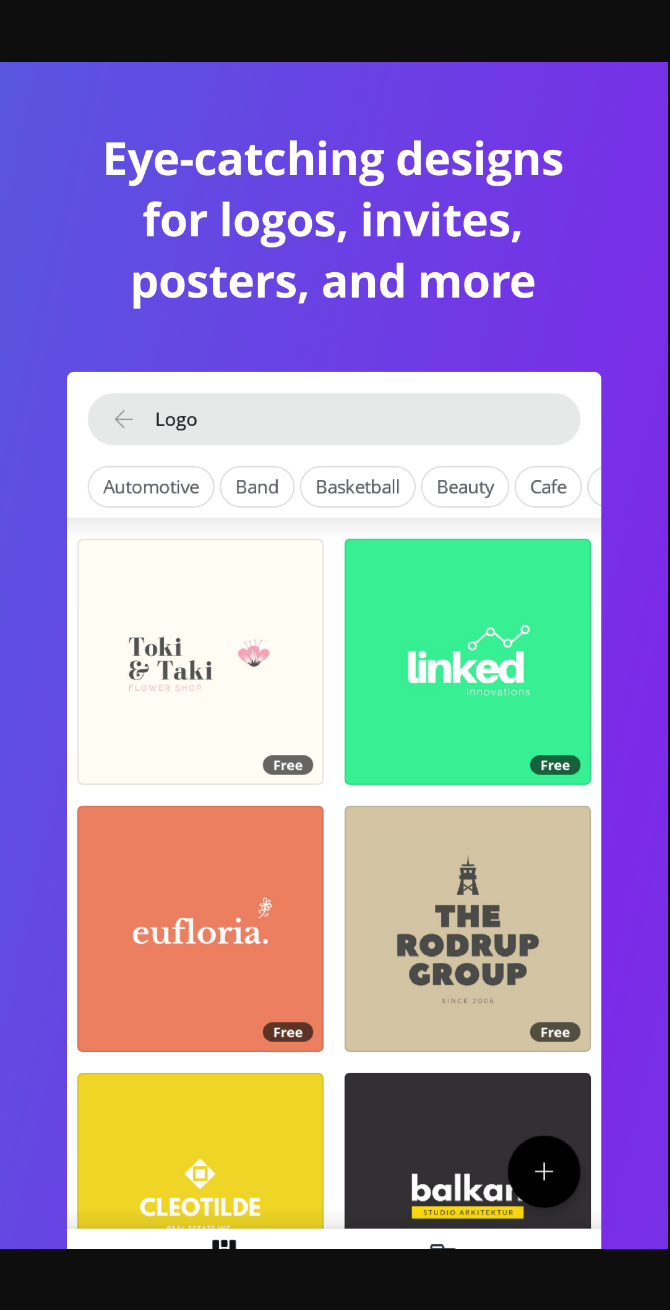 Eye-catching designs
for logos, invites,
posters, and more
Logo
Automotive Band Basketball Beauty Cafe
Toki
& Taki
FLOWER SHOP
Free
linked
innovations
Free
eufloria.
Free
THE
RODRUP
GROUP
SINCE 2006
Free
CLEOTILDE
balkan
STUDIO ARKITEKTUR